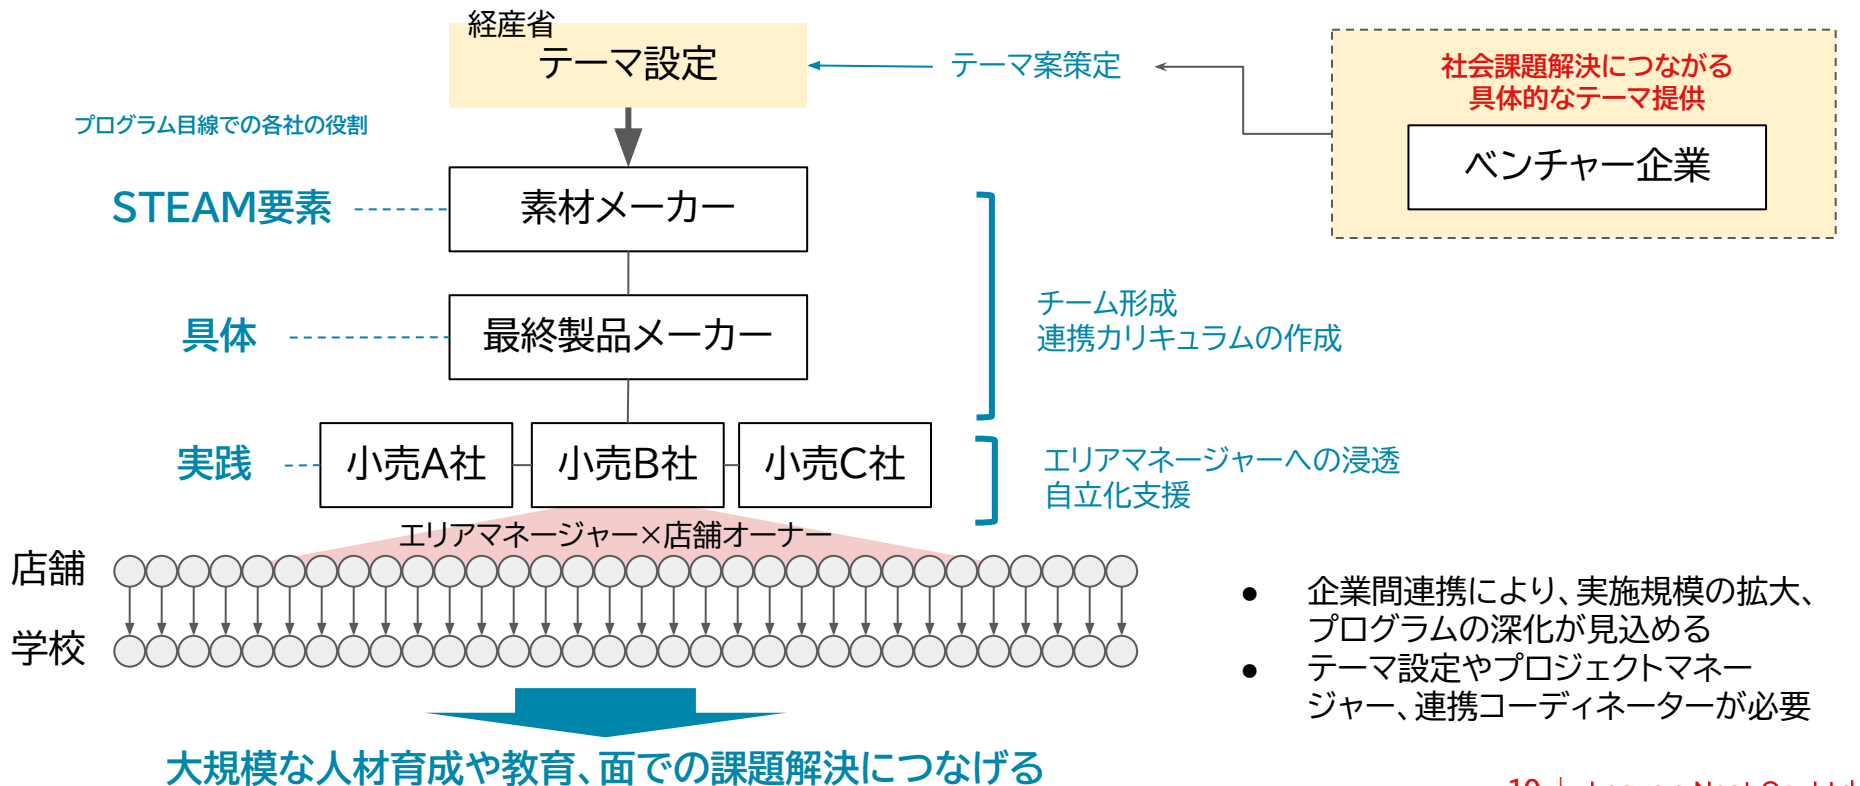 経産省
テーマ設定
テーマ案策定
社会課題解決につながる
具体的なテーマ提供
ベンチャー企業
プログラム目線での各社の役割
STEAM要素
素材メーカー
具体
最終製品メーカー
チーム形成
連携カリキュラムの作成
実践
小売A社
小売B社
小売C社
エリアマネージャーへの浸透
自立化支援
エリアマネージャー×店舗オーナー
店舗
学校
● 企業間連携により、実施規模の拡大、
プログラムの深化が見込める
● テーマ設定やプロジェクトマネー
ジャー、連携コーディネーターが必要
大規模な人材育成や教育、面での課題解決につなげる